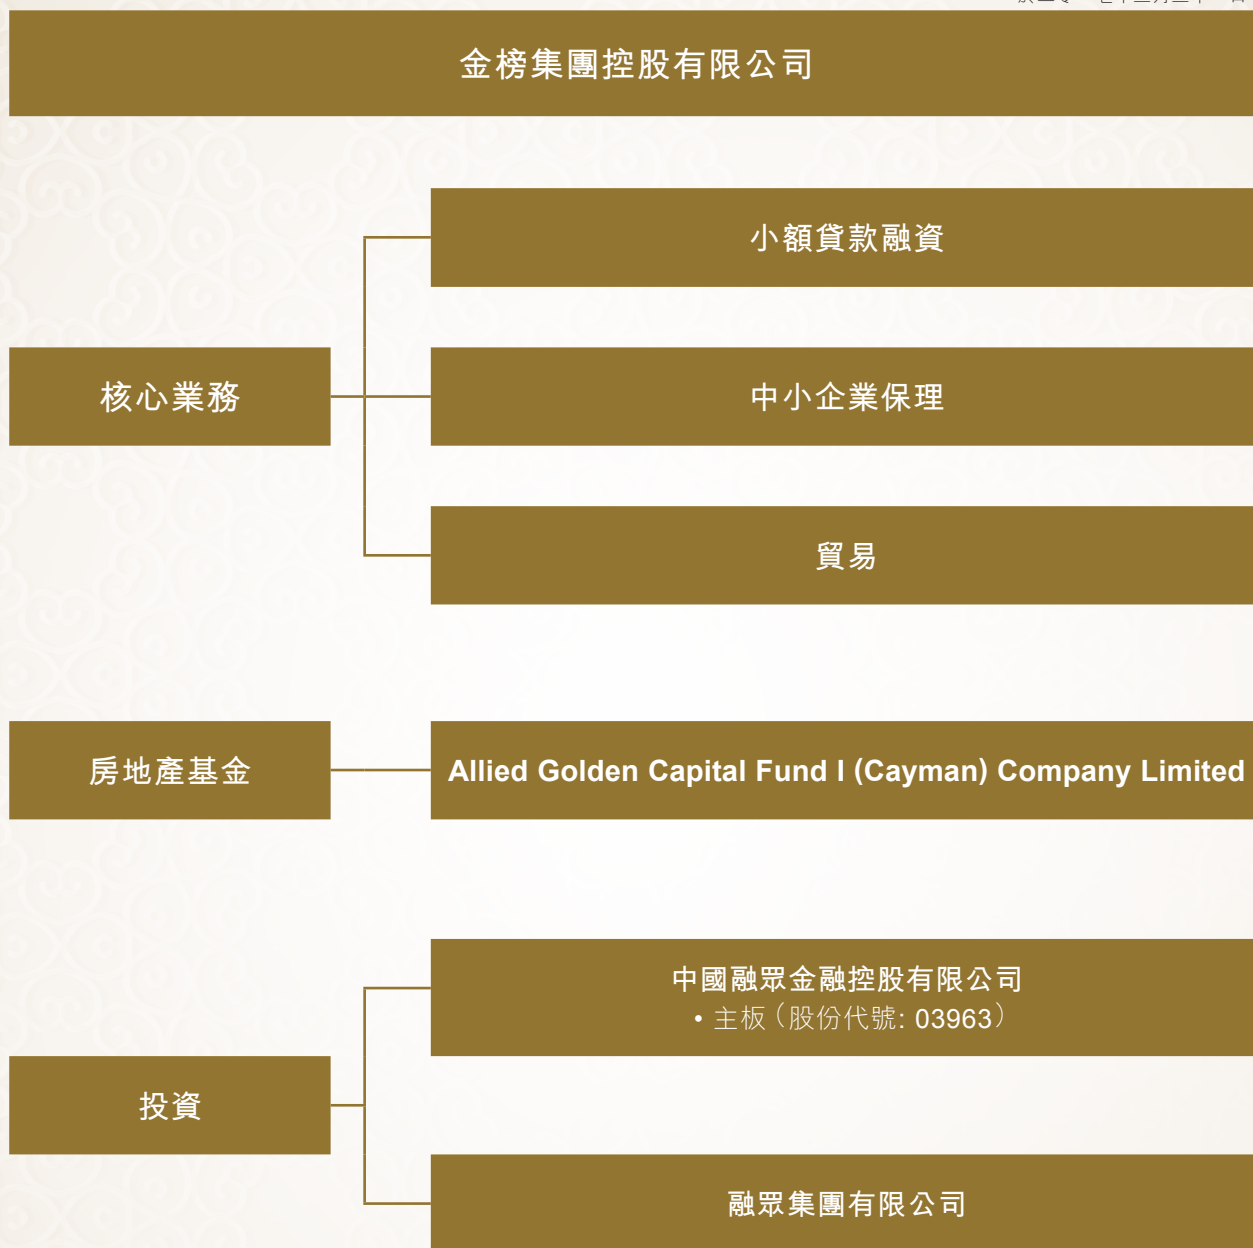 金榜集團控股有限公司
小額貸款融資
核心業務
中小企業保理
貿易
房地產基金
Allied Golden Capital Fund I (Cayman) Company Limited
中國融眾金融控股有限公司
• 主板（股份代號: 03963）
投資
融眾集團有限公司